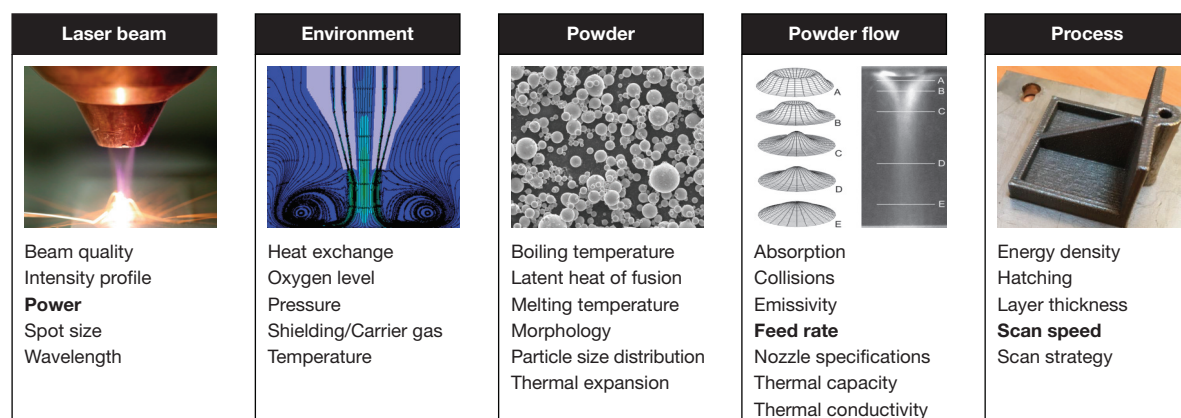 Laser beam
Beam quality
Intensity profile
Power
Spot size
Wavelength
Environment
Heat exchange
Oxygen level
Pressure
Shielding/Carrier gas
Temperature
Powder
Boiling temperature
Latent heat of fusion
Melting temperature
Morphology
Particle size distribution
Thermal expansion
Powder flow
A
B
C
D
E
A
B
C
D
E
Absorption
Collisions
Emissivity
Feed rate
Nozzle specifications
Thermal capacity
Thermal conductivity
Process
Energy density
Hatching
Layer thickness
Scan speed
Scan strategy